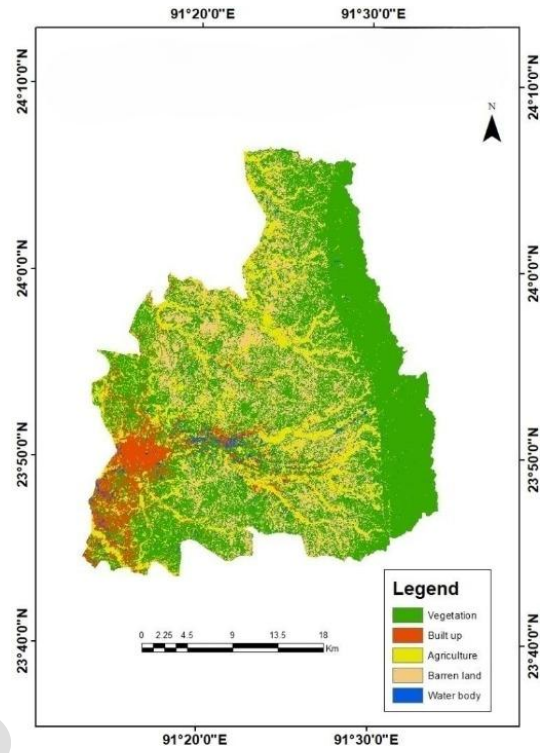 91°20'0"E 91°30'0"E
24°10'0"N 24°10'0"N
N
24°0'0"N 24°0'0"N
23°50'0"N 23°50'0"N
23°40'0"N 23°40'0"N
Legend
Vegetation
Built up
Agriculture
Barren land
Water body
0 2.25 4.5 9 13.5 18
Km
91°20'0"E 91°30'0"E